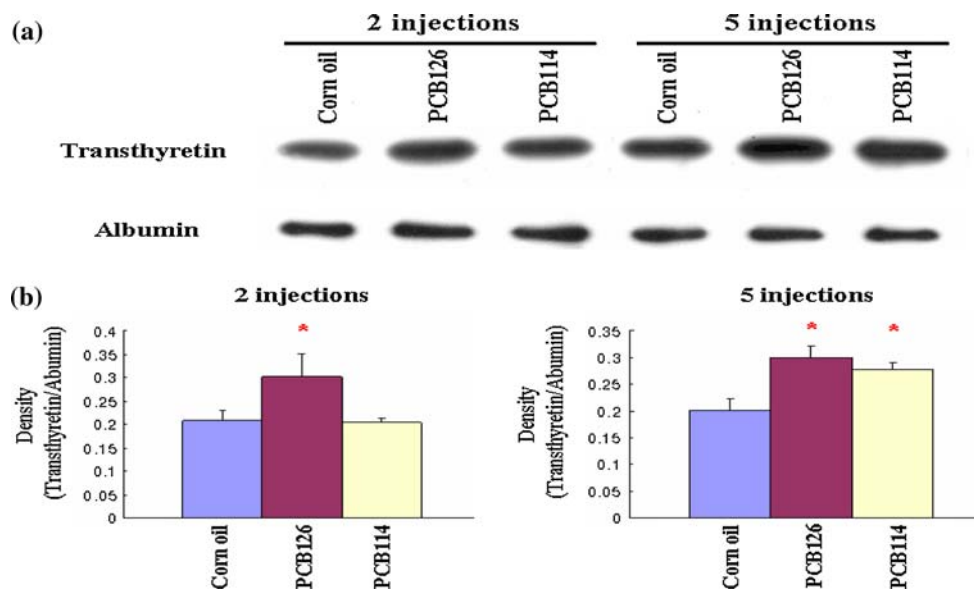 (a)
2 injections 5 injections
Corn oil PCB126 PCB114 Corn oil PCB126 PCB114
Transthyretin
Albumin
(b)
2 injections
Density
(Transthyretin/Abumin)
0.4
0.35
0.3
0.25
0.2
0.15
0.1
0.05
0
*
Corn oil PCB126 PCB114
5 injections
Density
(Transthyretin/Abumin)
0.35
0.3
0.25
0.2
0.15
0.1
0.05
0
* *
Corn oil PCB126 PCB114